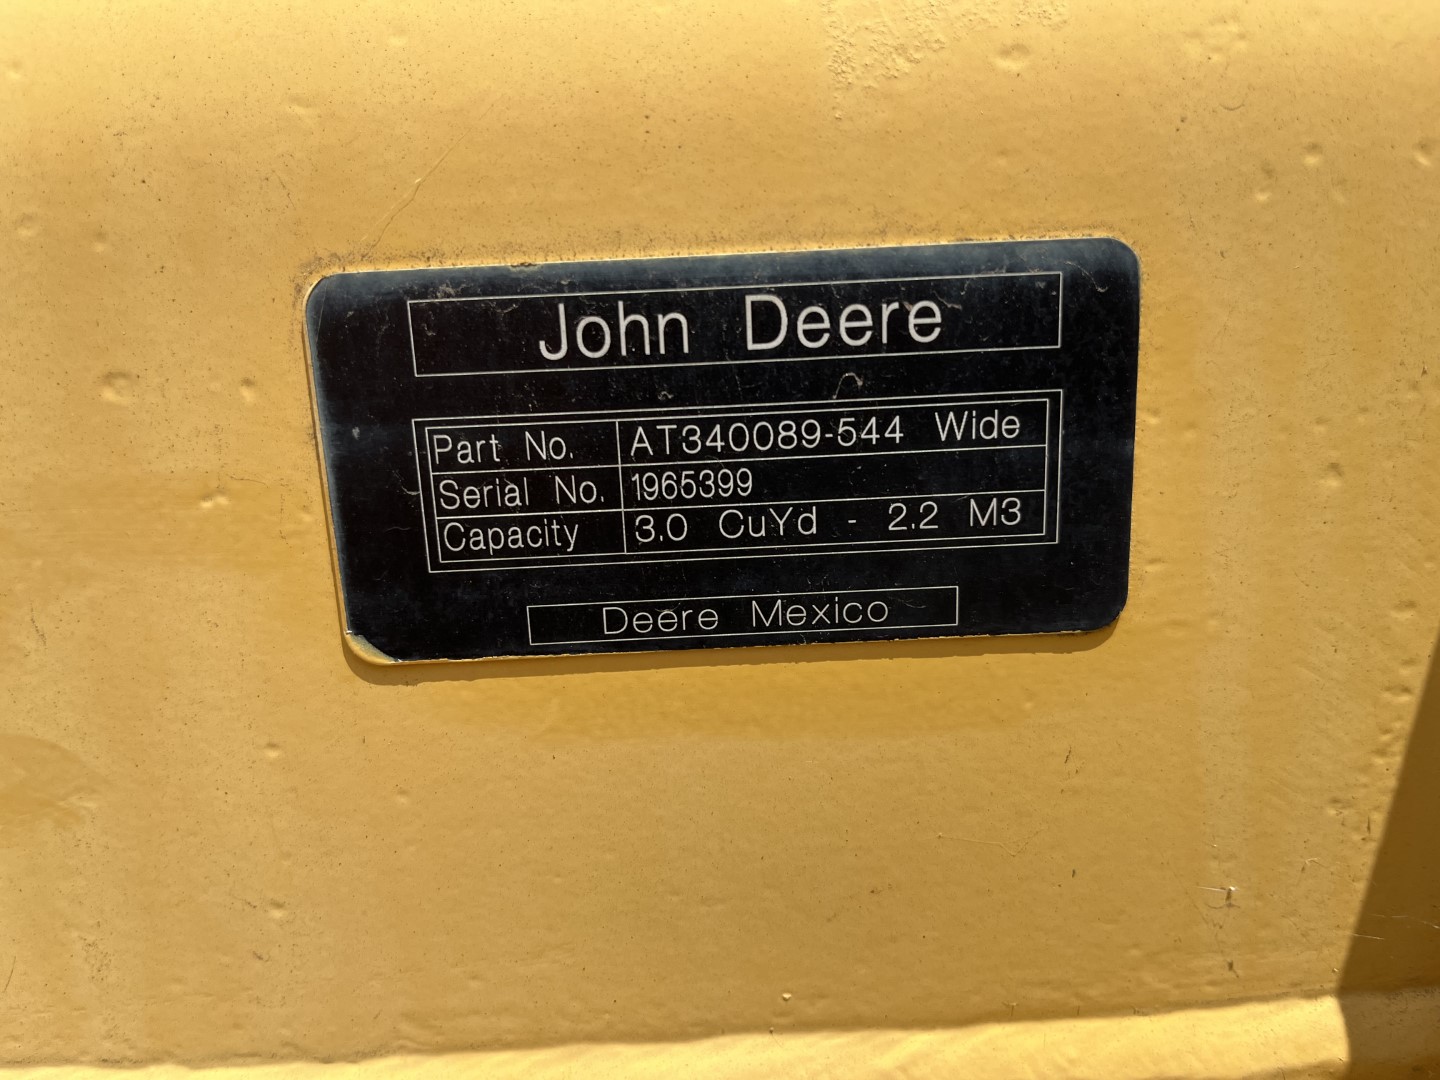 John Deere
Part No. AT340089-544 Wide
Serial No. 1965399
Capacity 3.0 CuYd - 2.2 M3
Deere Mexico